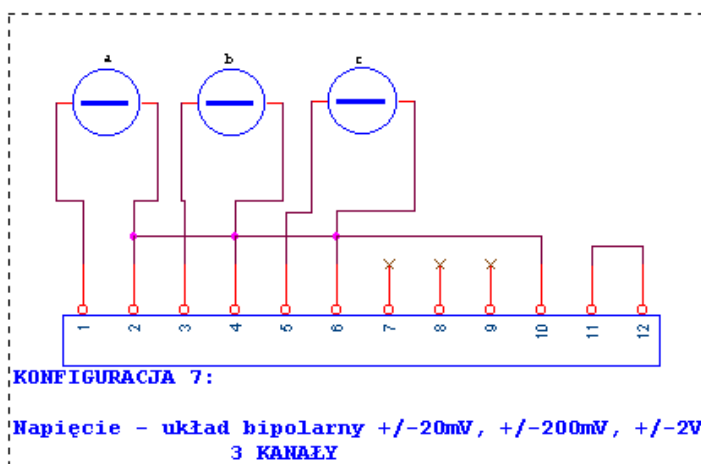 a b c
1 2 3 4 5 6 7 8 9 10 11 12
KONFIGURACJA 7:
Napięcie - układ bipolarny +/-20mV, +/-200mV, +/-2V
3 KANAŁY